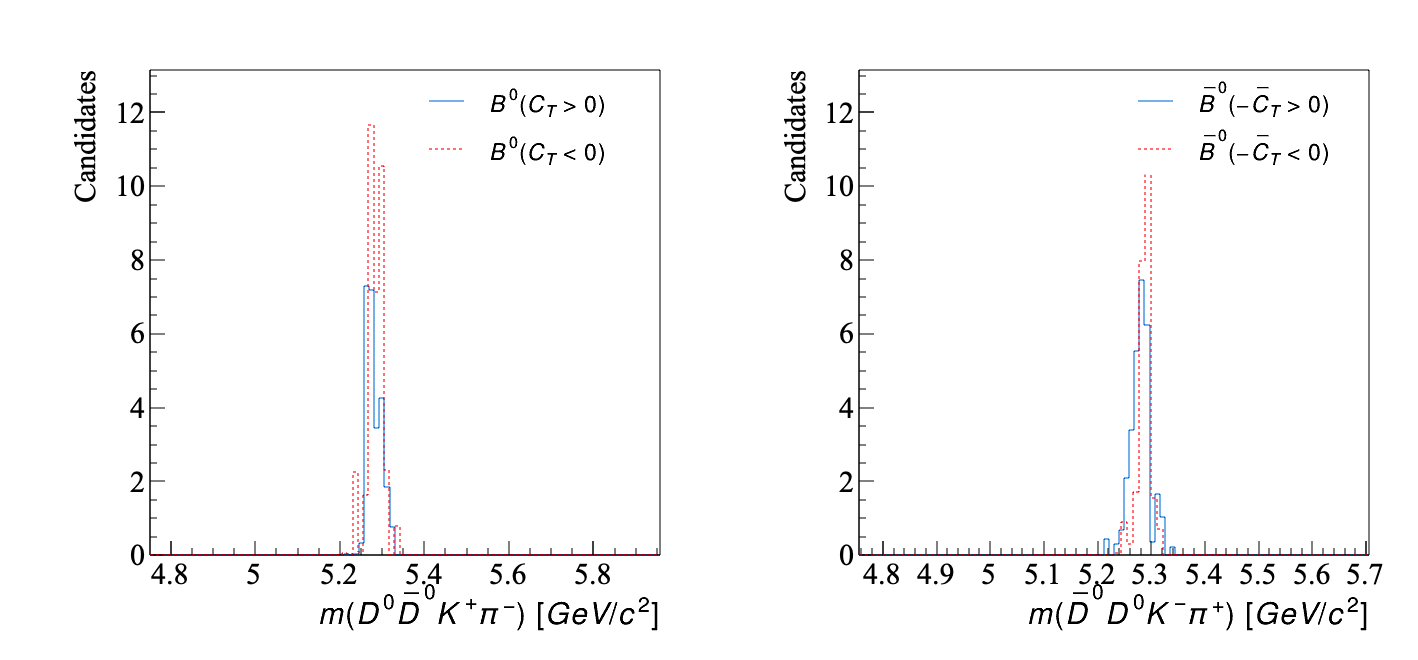 Candidates
12
10
8
6
4
2
0
B⁰(C_T > 0)
B⁰(C_T < 0)
4.8 5 5.2 5.4 5.6 5.8
m(D⁰D̄⁰K⁺π⁻) [GeV/c²]
Candidates
12
10
8
6
4
2
0
B̄⁰(−C̄_T > 0)
B̄⁰(−C̄_T < 0)
4.8 4.9 5 5.1 5.2 5.3 5.4 5.5 5.6 5.7
m(D̄⁰D⁰K⁻π⁺) [GeV/c²]